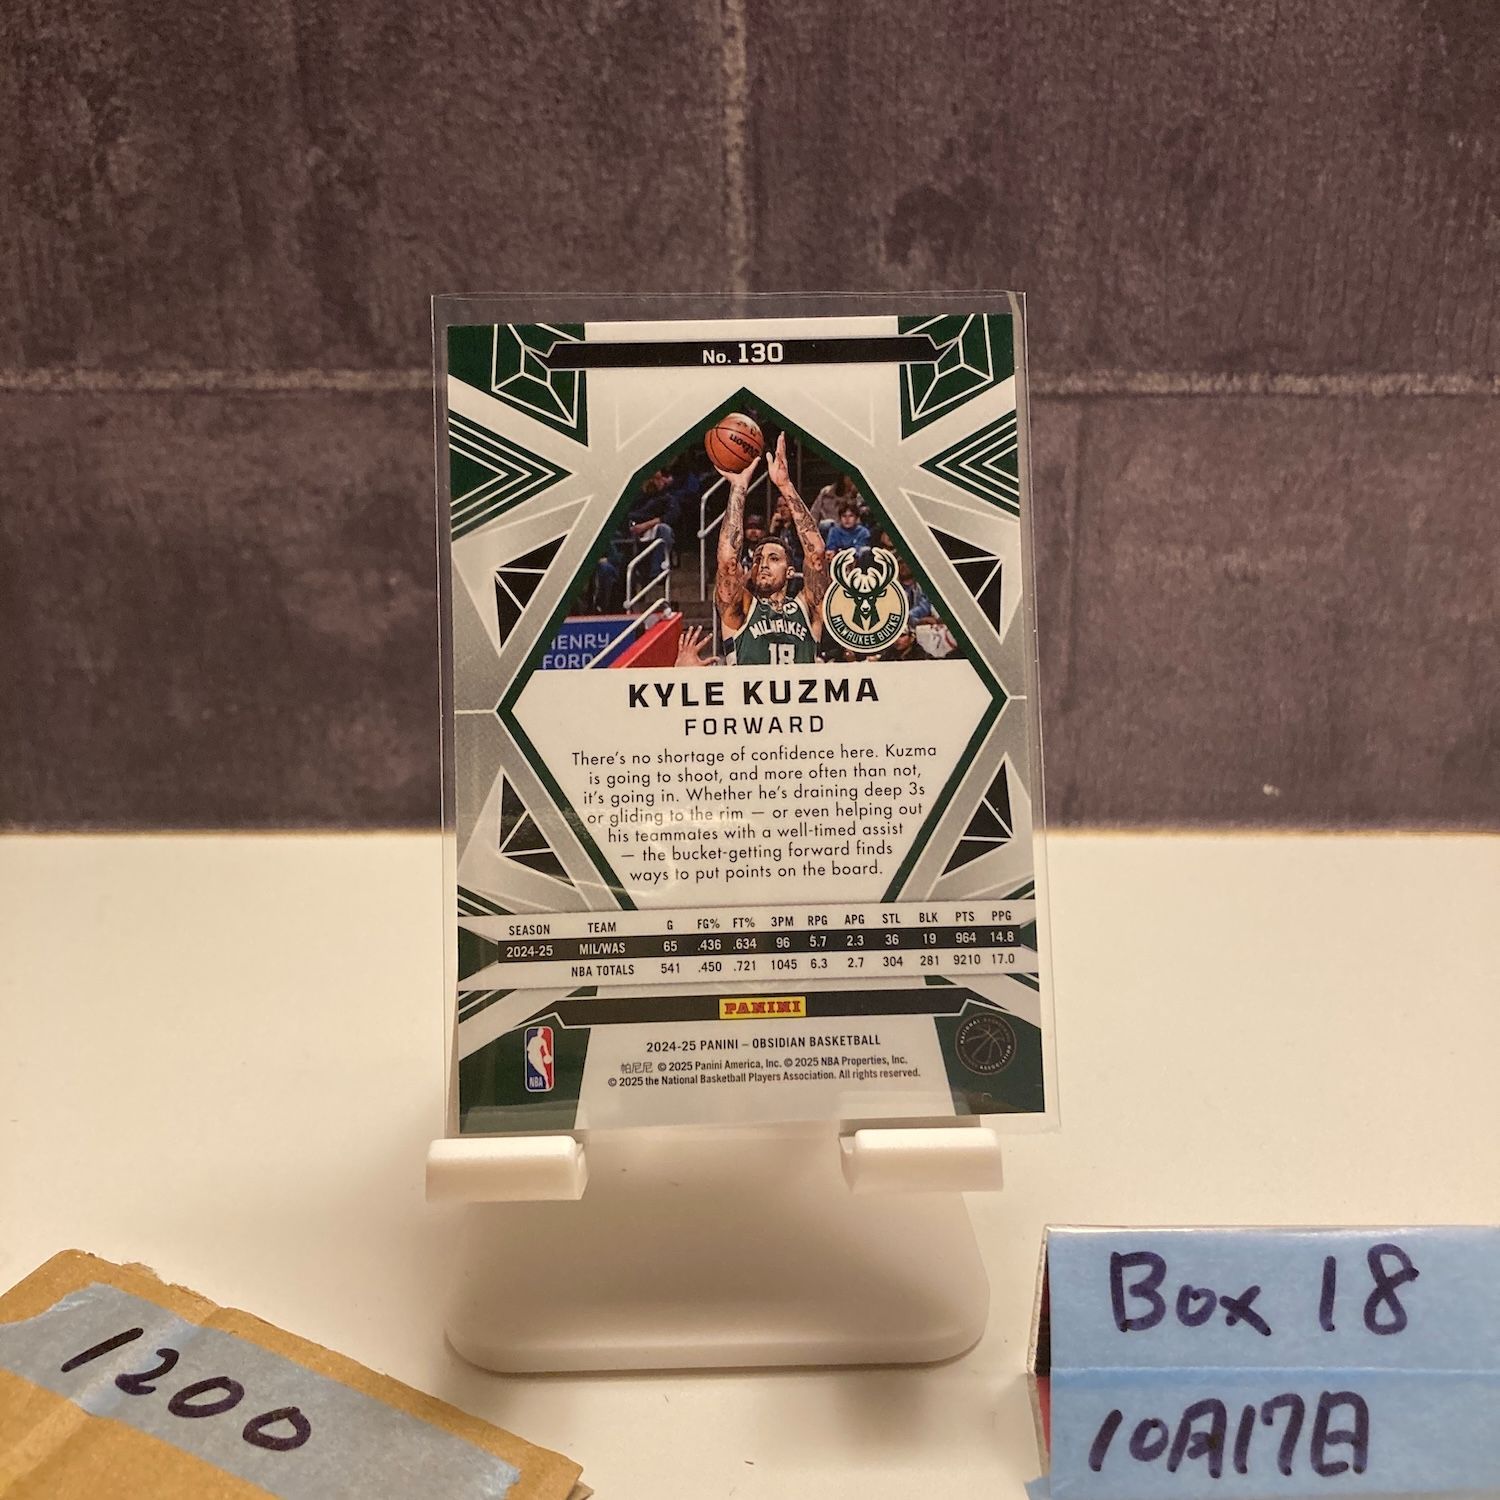 No. 130
Wilson
HENRY
FORD
MILWAUKEE
18
MILWAUKEE BUCKS
KYLE KUZMA
FORWARD
There's no shortage of confidence here. Kuzma
is going to shoot, and more often than not,
it's going in. Whether he's draining deep 3s
or gliding to the rim — or even helping out
his teammates with a well-timed assist
— the bucket-getting forward finds
ways to put points on the board.
SEASON TEAM G FG% FT% 3PM RPG APG STL BLK PTS PPG
2024-25 MIL/WAS 65 .436 .634 96 5.7 2.3 36 19 964 14.8
NBA TOTALS 541 .450 .721 1045 6.3 2.7 304 281 9210 17.0
PANINI
2024-25 PANINI – OBSIDIAN BASKETBALL
帕尼尼 © 2025 Panini America, Inc. © 2025 NBA Properties, Inc.
© 2025 the National Basketball Players Association. All rights reserved.
NBA
1200
Box 18
10月17日